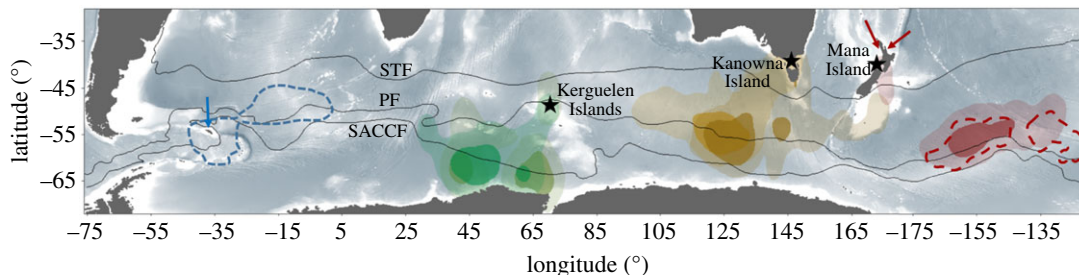 –35
–45
–55
–65
latitude (°)
STF
PF
SACCF
Kerguelen
Islands
Kanowna
Island
Mana
Island
–75 –55 –35 –15 5 25 45 65 85 105 125 145 165 –175 –155 –135
longitude (°)